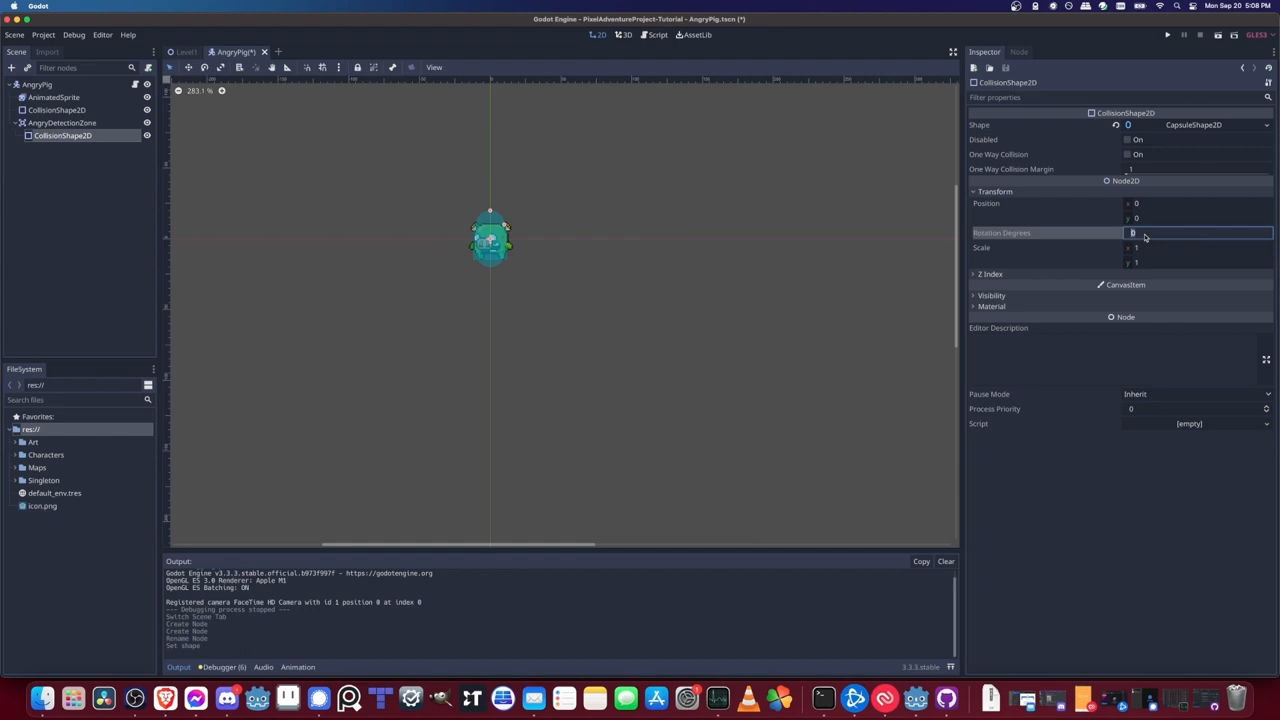 Godot
Mon Sep 20 5:08 PM
Godot Engine - PixelAdventureProject-Tutorial - AngryPig.tscn (*)
Scene Project Debug Editor Help
2D 3D Script AssetLib
GLES3
Scene Import
Level1 AngryPig(*)
Inspector Node
Filter nodes
View
CollisionShape2D
Filter properties
AngryPig
AnimatedSprite
CollisionShape2D
AngryDetectionZone
CollisionShape2D
283.1 %
CollisionShape2D
Shape CapsuleShape2D
Disabled On
One Way Collision On
One Way Collision Margin 1
Node2D
Transform
Position x 0
y 0
Rotation Degrees 0
Scale x 1
y 1
Z Index
CanvasItem
Visibility
Material
Node
Editor Description
Pause Mode Inherit
Process Priority 0
Script [empty]
FileSystem
res://
Search files
Favorites:
res://
Art
Characters
Maps
Singleton
default_env.tres
icon.png
Output:
Copy Clear
Godot Engine v3.3.3.stable.official.b973f997f - https://godotengine.org
OpenGL ES 3.0 Renderer: Apple M1
OpenGL ES Batching: ON
Registered camera FaceTime HD Camera with id 1 position 0 at index 0
--- Debugging process stopped ---
Switch Scene Tab
Create Node
Create Node
Rename Node
Set shape
Output Debugger (6) Audio Animation
3.3.3.stable